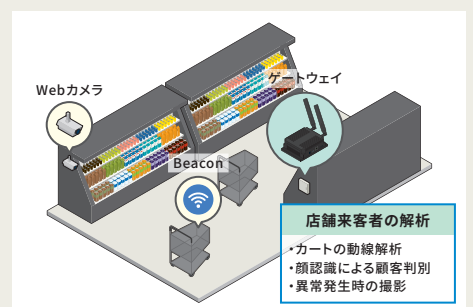 Webカメラ
ゲートウェイ
Beacon
店舗来客者の解析
・カートの動線解析
・顔認識による顧客判別
・異常発生時の撮影